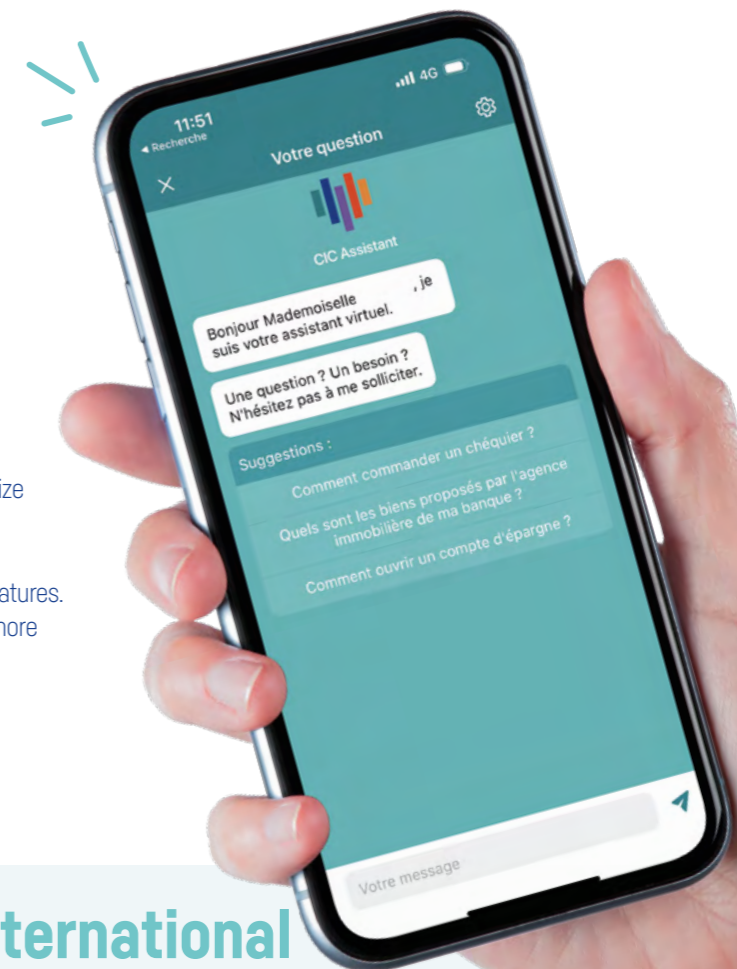 11:51
4G
Recherche
Votre question
CIC Assistant
Bonjour Mademoiselle , je
suis votre assistant virtuel.
Une question ? Un besoin ?
N'hésitez pas à me solliciter.
Suggestions :
Comment commander un chéquier ?
Quels sont les biens proposés par l'agence
immobilière de ma banque ?
Comment ouvrir un compte d'épargne ?
Votre message
ize
atures.
more
ternational